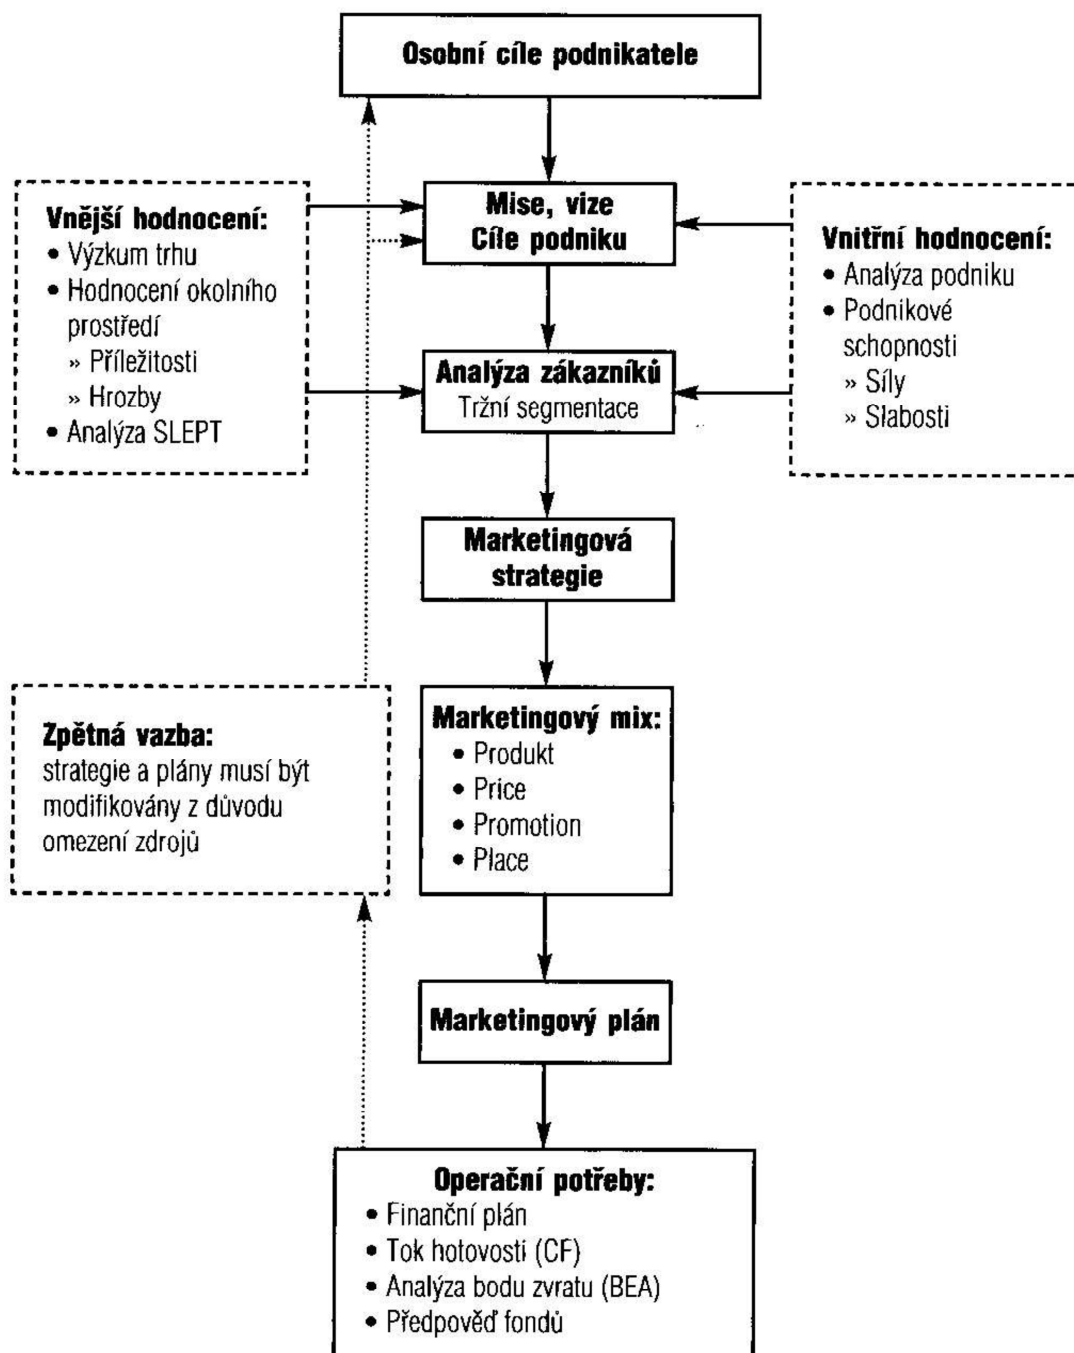 Osobní cíle podnikatele
Vnější hodnocení:
• Výzkum trhu
• Hodnocení okolního
prostředí
» Příležitosti
» Hrozby
• Analýza SLEPT
Mise, vize
Cíle podniku
Vnitřní hodnocení:
• Analýza podniku
• Podnikové
schopnosti
» Síly
» Slabosti
Analýza zákazníků
Tržní segmentace
Marketingová
strategie
Zpětná vazba:
strategie a plány musí být
modifikovány z důvodu
omezení zdrojů
Marketingový mix:
• Produkt
• Price
• Promotion
• Place
Marketingový plán
Operační potřeby:
• Finanční plán
• Tok hotovosti (CF)
• Analýza bodu zvratu (BEA)
• Předpověď fondů